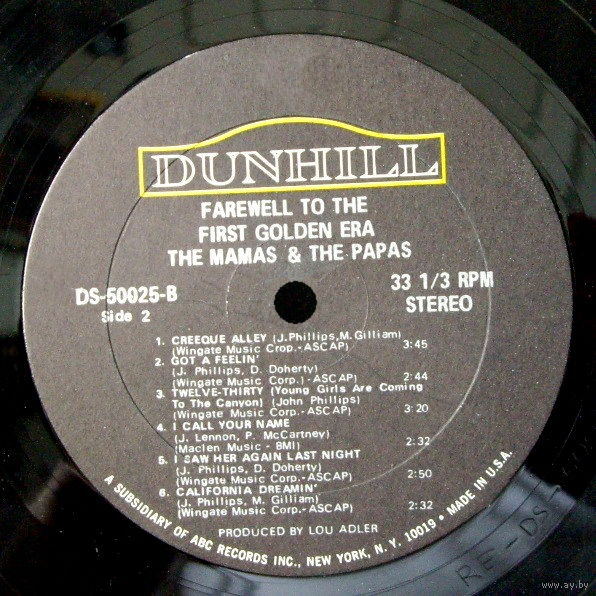 DUNHILL
FAREWELL TO THE
FIRST GOLDEN ERA
THE MAMAS & THE PAPAS
DS-50025-B
Side 2
33 1/3 RPM
STEREO
1. CREEQUE ALLEY (J. Phillips, M. Gilliam)
(Wingate Music Crop.-ASCAP) 3:45
2. GOT A FEELIN'
(J. Phillips, D. Doherty)
(Wingate Music Corp.) - ASCAP) 2:44
3. TWELVE-THIRTY (Young Girls Are Coming
To The Canyon) (John Phillips)
(Wingate Music Corp.-ASCAP) 3:20
4. I CALL YOUR NAME
(J. Lennon, P. McCartney)
(Maclen Music - BMI) 2:32
5. I SAW HER AGAIN LAST NIGHT
(J. Phillips, D. Doherty)
(Wingate Music Corp.-ASCAP) 2:50
6. CALIFORNIA DREAMIN'
(J. Phillips, M. Gilliam)
(Wingate Music Corp.-ASCAP) 2:32
PRODUCED BY LOU ADLER
A SUBSIDIARY OF ABC RECORDS INC., NEW YORK, N.Y. 10019 • MADE IN U.S.A.
RE-DS
www.ay.by